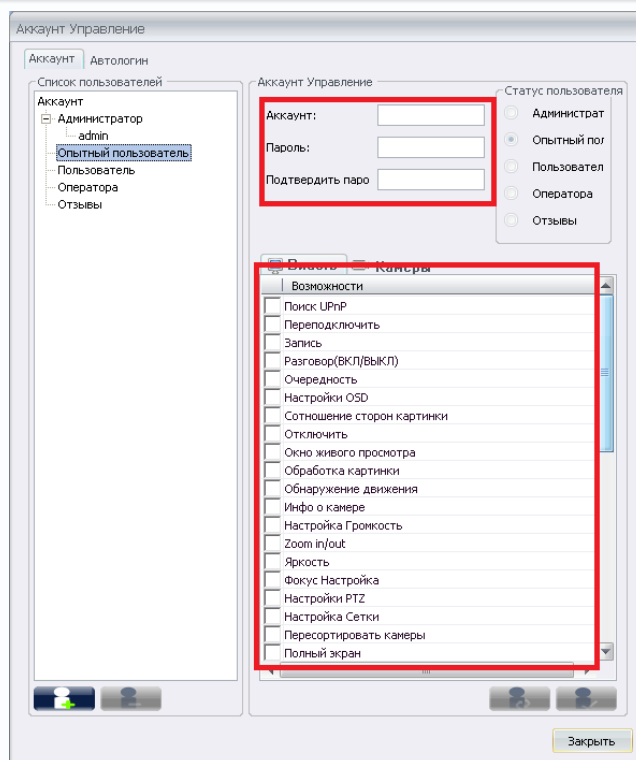 Аккаунт Управление
Аккаунт Автологин
Список пользователей
Аккаунт
Администратор
admin
Опытный пользователь
Пользователь
Оператора
Отзывы
Аккаунт Управление
Аккаунт:
Пароль:
Подтвердить паро
Статус пользователя
Администрат
Опытный пол
Пользовател
Оператора
Отзывы
Камеры
Возможности
Поиск UPnP
Переподключить
Запись
Разговор(ВКЛ/ВЫКЛ)
Очередность
Настройки OSD
Сотношение сторон картинки
Отключить
Окно живого просмотра
Обработка картинки
Обнаружение движения
Инфо о камере
Настройка Громкость
Zoom in/out
Яркость
Фокус Настройка
Настройки PTZ
Настройка Сетки
Пересортировать камеры
Полный экран
Закрыть